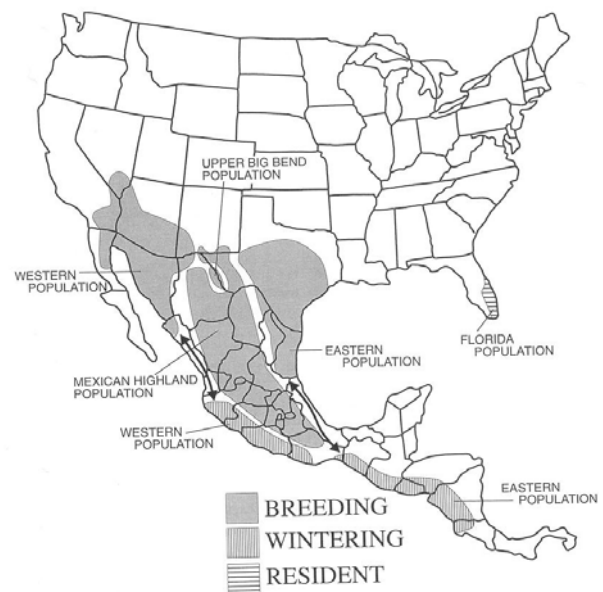 UPPER BIG BEND
POPULATION
WESTERN
POPULATION
FLORIDA
POPULATION
EASTERN
POPULATION
MEXICAN HIGHLAND
POPULATION
WESTERN
POPULATION
EASTERN
POPULATION
BREEDING
WINTERING
RESIDENT